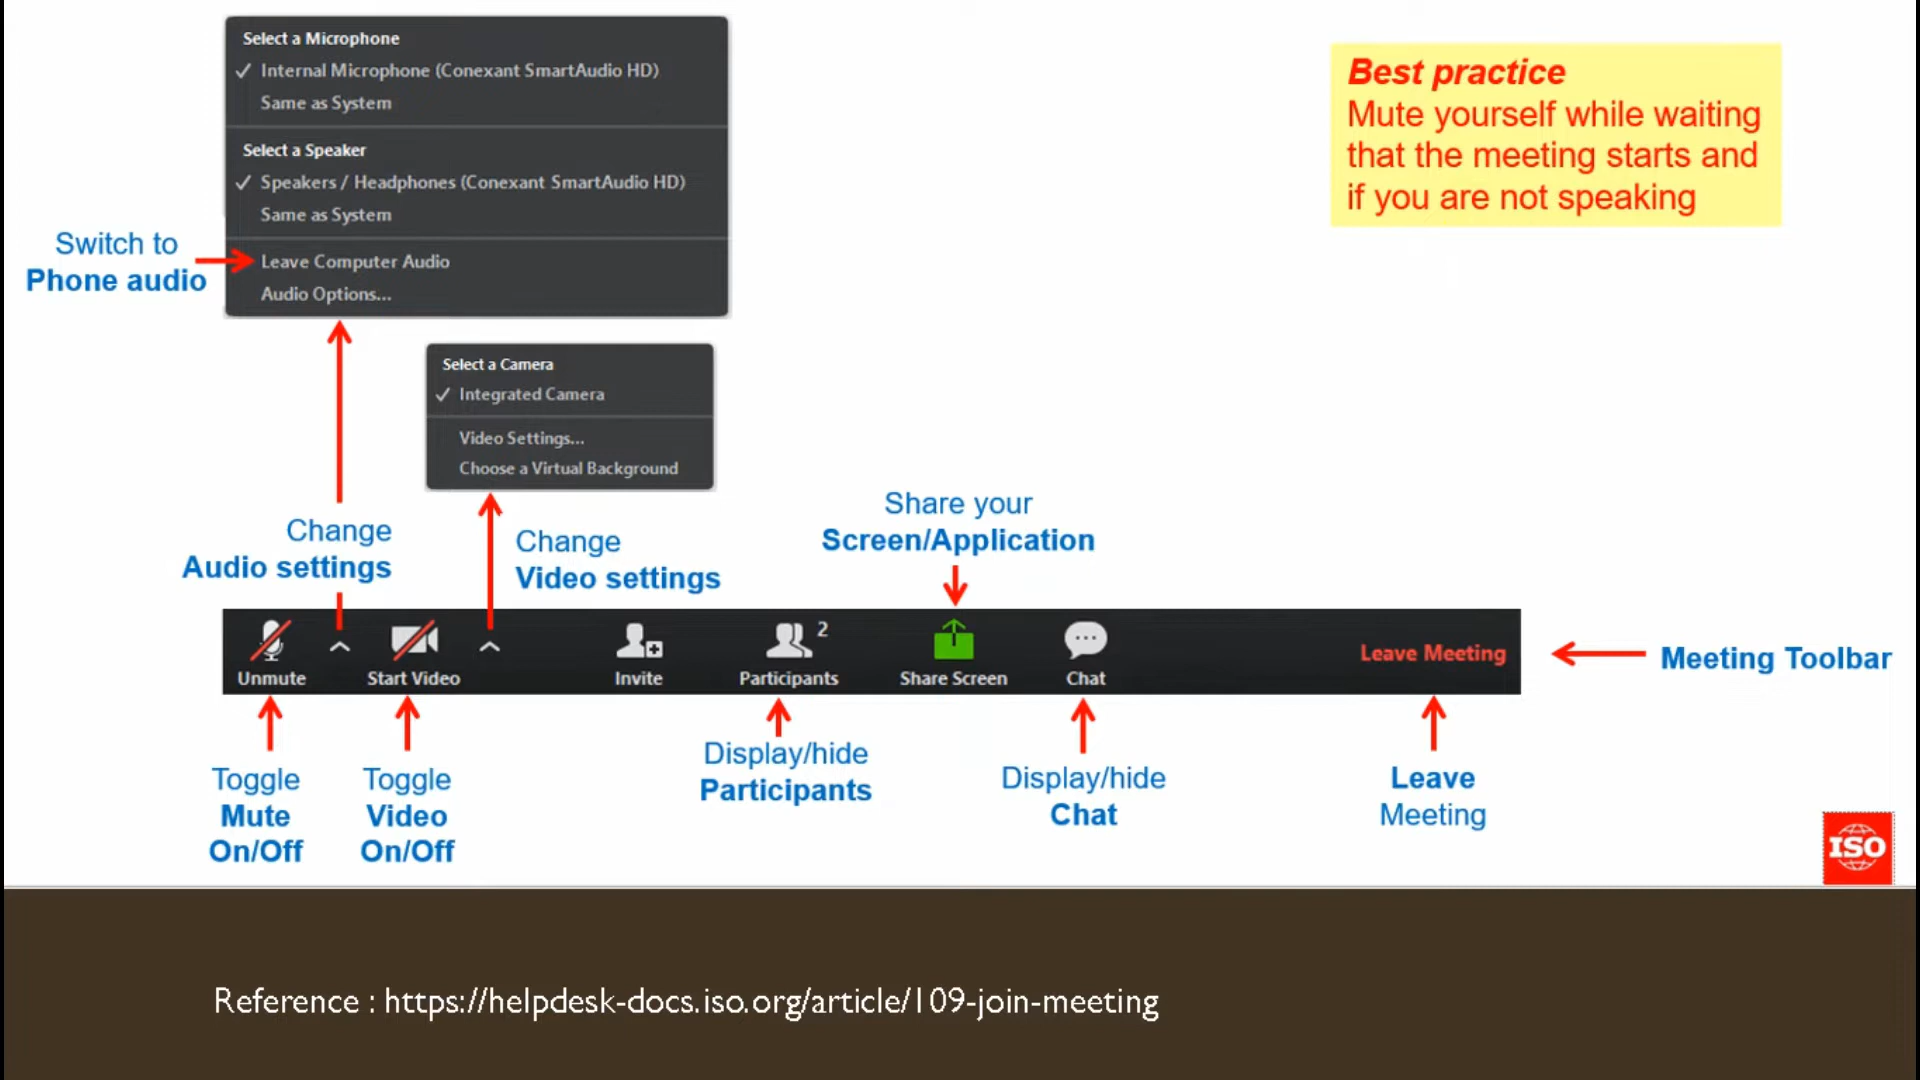 Select a Microphone
Internal Microphone (Conexant SmartAudio HD)
Same as System
Select a Speaker
Speakers / Headphones (Conexant SmartAudio HD)
Same as System
Leave Computer Audio
Audio Options...
Switch to
Phone audio
Best practice
Mute yourself while waiting
that the meeting starts and
if you are not speaking
Select a Camera
Integrated Camera
Video Settings...
Choose a Virtual Background
Change
Audio settings
Change
Video settings
Share your
Screen/Application
Unmute
Start Video
Invite
2
Participants
Share Screen
Chat
Leave Meeting
Meeting Toolbar
Toggle
Mute
On/Off
Toggle
Video
On/Off
Display/hide
Participants
Display/hide
Chat
Leave
Meeting
ISO
Reference : https://helpdesk-docs.iso.org/article/109-join-meeting